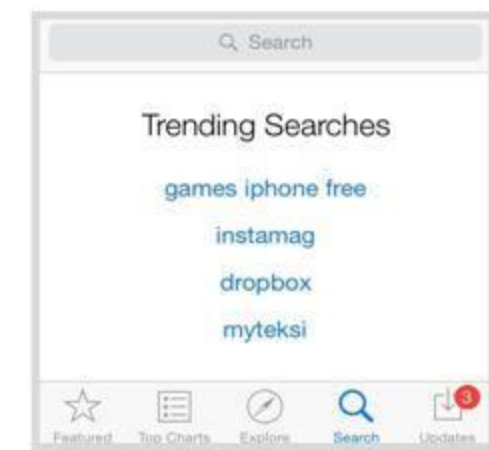 Search
Trending Searches
games iphone free
instamag
dropbox
myteksi
3
Featured Top Charts Explore Search Updates